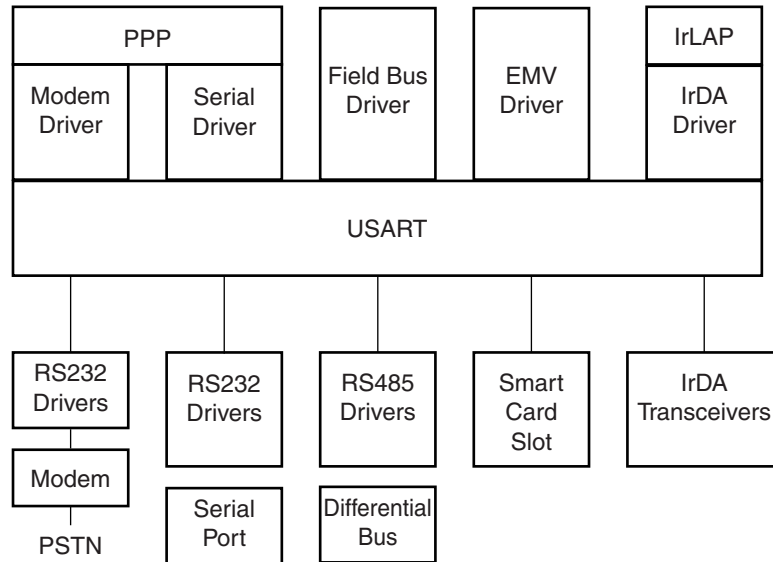 PPP
Modem
Driver
Serial
Driver
Field Bus
Driver
EMV
Driver
IrLAP
IrDA
Driver
USART
RS232
Drivers
Modem
PSTN
RS232
Drivers
Serial
Port
RS485
Drivers
Differential
Bus
Smart
Card
Slot
IrDA
Transceivers